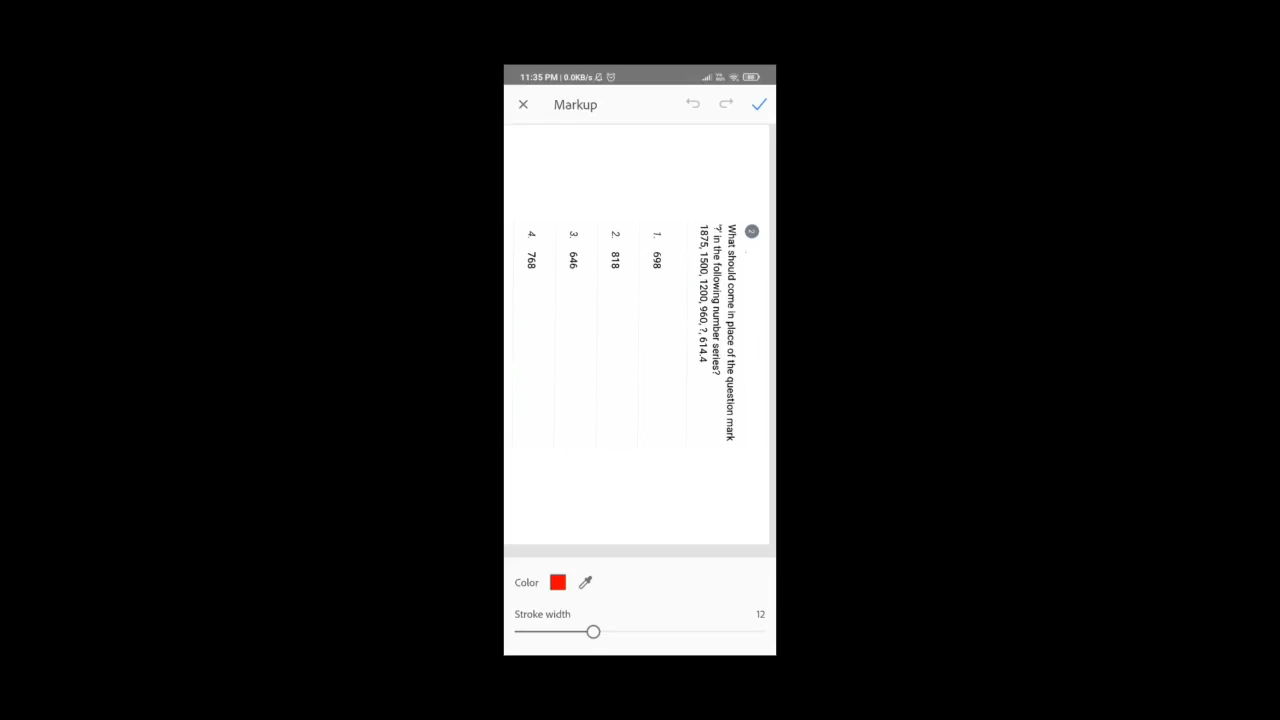 11:35 PM | 0.0KB/s
Markup
2
What should come in place of the question mark
'?' in the following number series?
1875, 1500, 1200, 960, ?, 614.4
1. 698
2. 818
3. 646
4. 768
Color
Stroke width 12